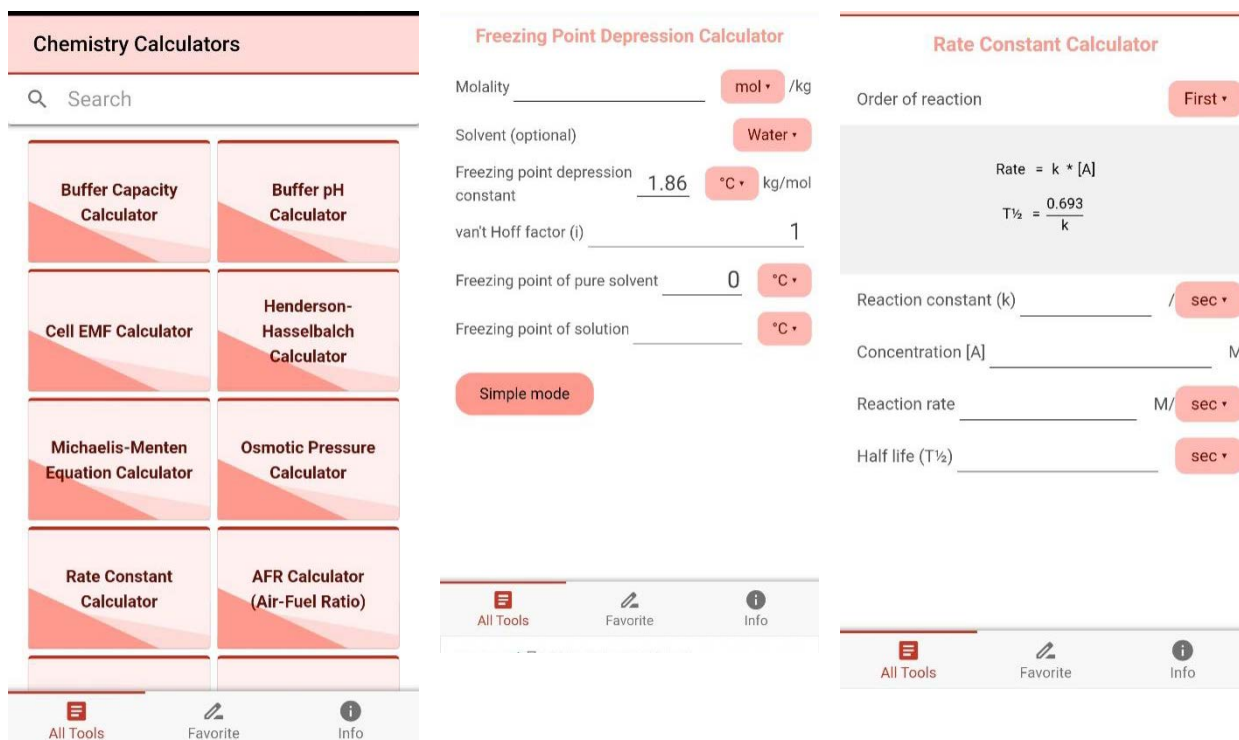 Chemistry Calculators
Search
Buffer Capacity
Calculator
Buffer pH
Calculator
Cell EMF Calculator
Henderson-
Hasselbalch
Calculator
Michaelis-Menten
Equation Calculator
Osmotic Pressure
Calculator
Rate Constant
Calculator
AFR Calculator
(Air-Fuel Ratio)
All Tools Favorite Info
Freezing Point Depression Calculator
Molality mol /kg
Solvent (optional) Water
Freezing point depression
constant 1.86 °C kg/mol
van't Hoff factor (i) 1
Freezing point of pure solvent 0 °C
Freezing point of solution °C
Simple mode
All Tools Favorite Info
Rate Constant Calculator
Order of reaction First
Rate = k * [A]
T½ = 0.693
k
Reaction constant (k) / sec
Concentration [A] M
Reaction rate M/ sec
Half life (T½) sec
All Tools Favorite Info